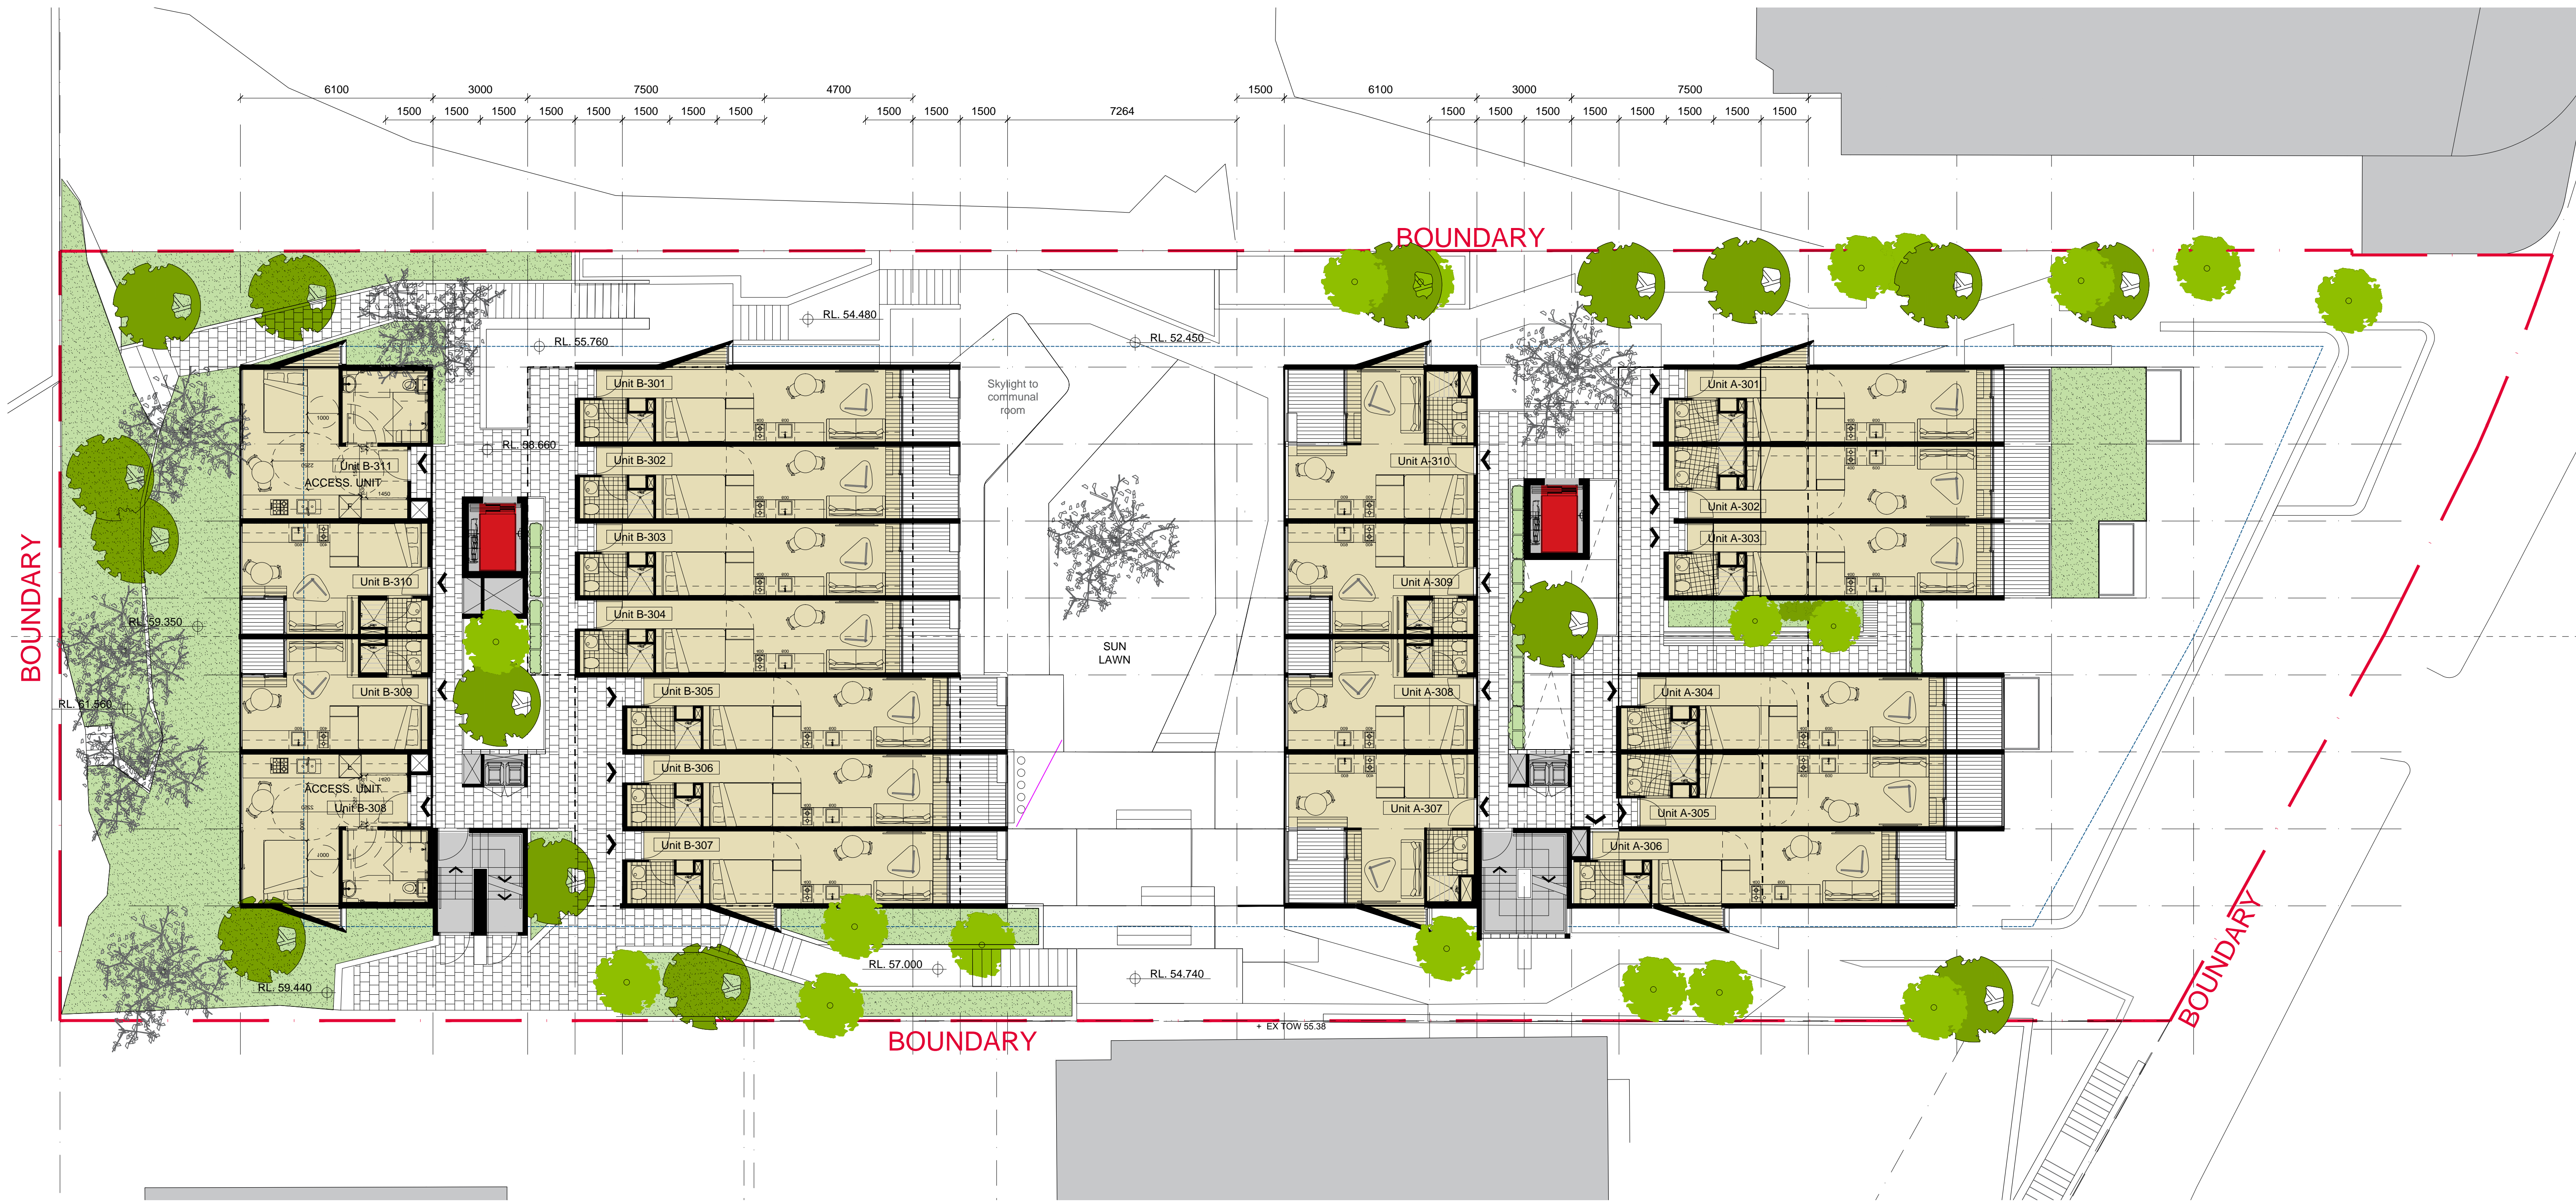 6100 3000 7500 4700 1500 6100 3000 7500
1500 1500 1500 1500 1500 1500 1500 1500 1500 1500 1500 7264 1500 1500 1500 1500 1500 1500 1500 1500
BOUNDARY
RL. 54.480
RL. 55.760
RL. 52.450
Skylight to
communal
room
Unit B-301
Unit A-301
RL. 58.660
Unit B-311
ACCESS. UNIT
1000
1450
Unit B-302
Unit A-310
Unit A-302
Unit B-303
Unit A-303
Unit B-310
Unit A-309
BOUNDARY
RL. 59.350
Unit B-304
SUN
LAWN
RL. 61.560
Unit B-309
Unit B-305
Unit A-308
Unit A-304
Unit B-306
ACCESS. UNIT
Unit B-308
Unit A-307
Unit A-305
Unit B-307
Unit A-306
RL. 57.000
RL. 54.740
RL. 59.440
BOUNDARY
+ EX TOW 55.38
BOUNDARY